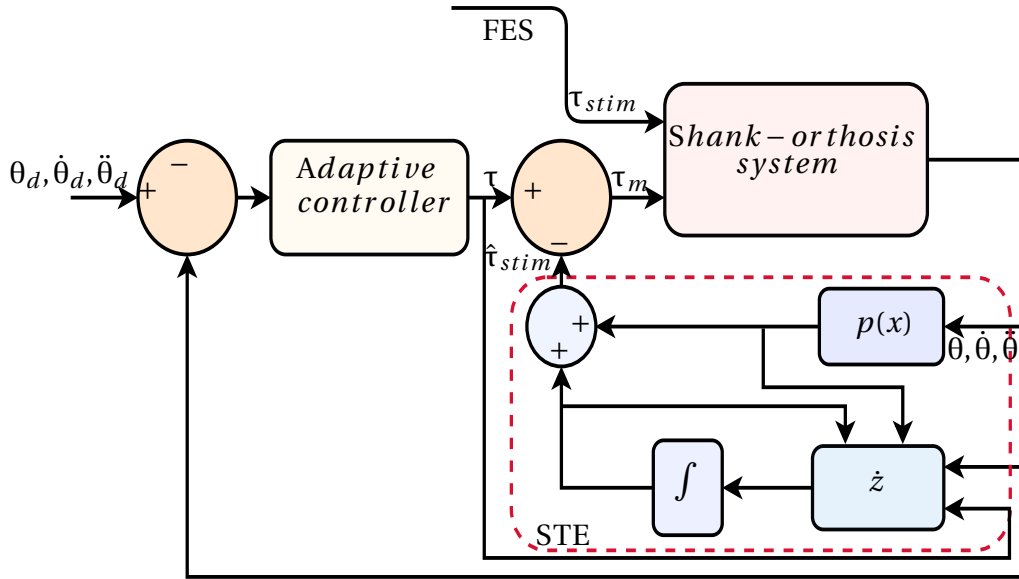 FES
τ_stim
Shank-orthosis
system
θ_d, θ̇_d, θ̈_d
+
−
Adaptive
controller
τ
+
−
τ_m
τ̂_stim
+
+
p(x)
θ, θ̇, θ̈
∫
ż
STE